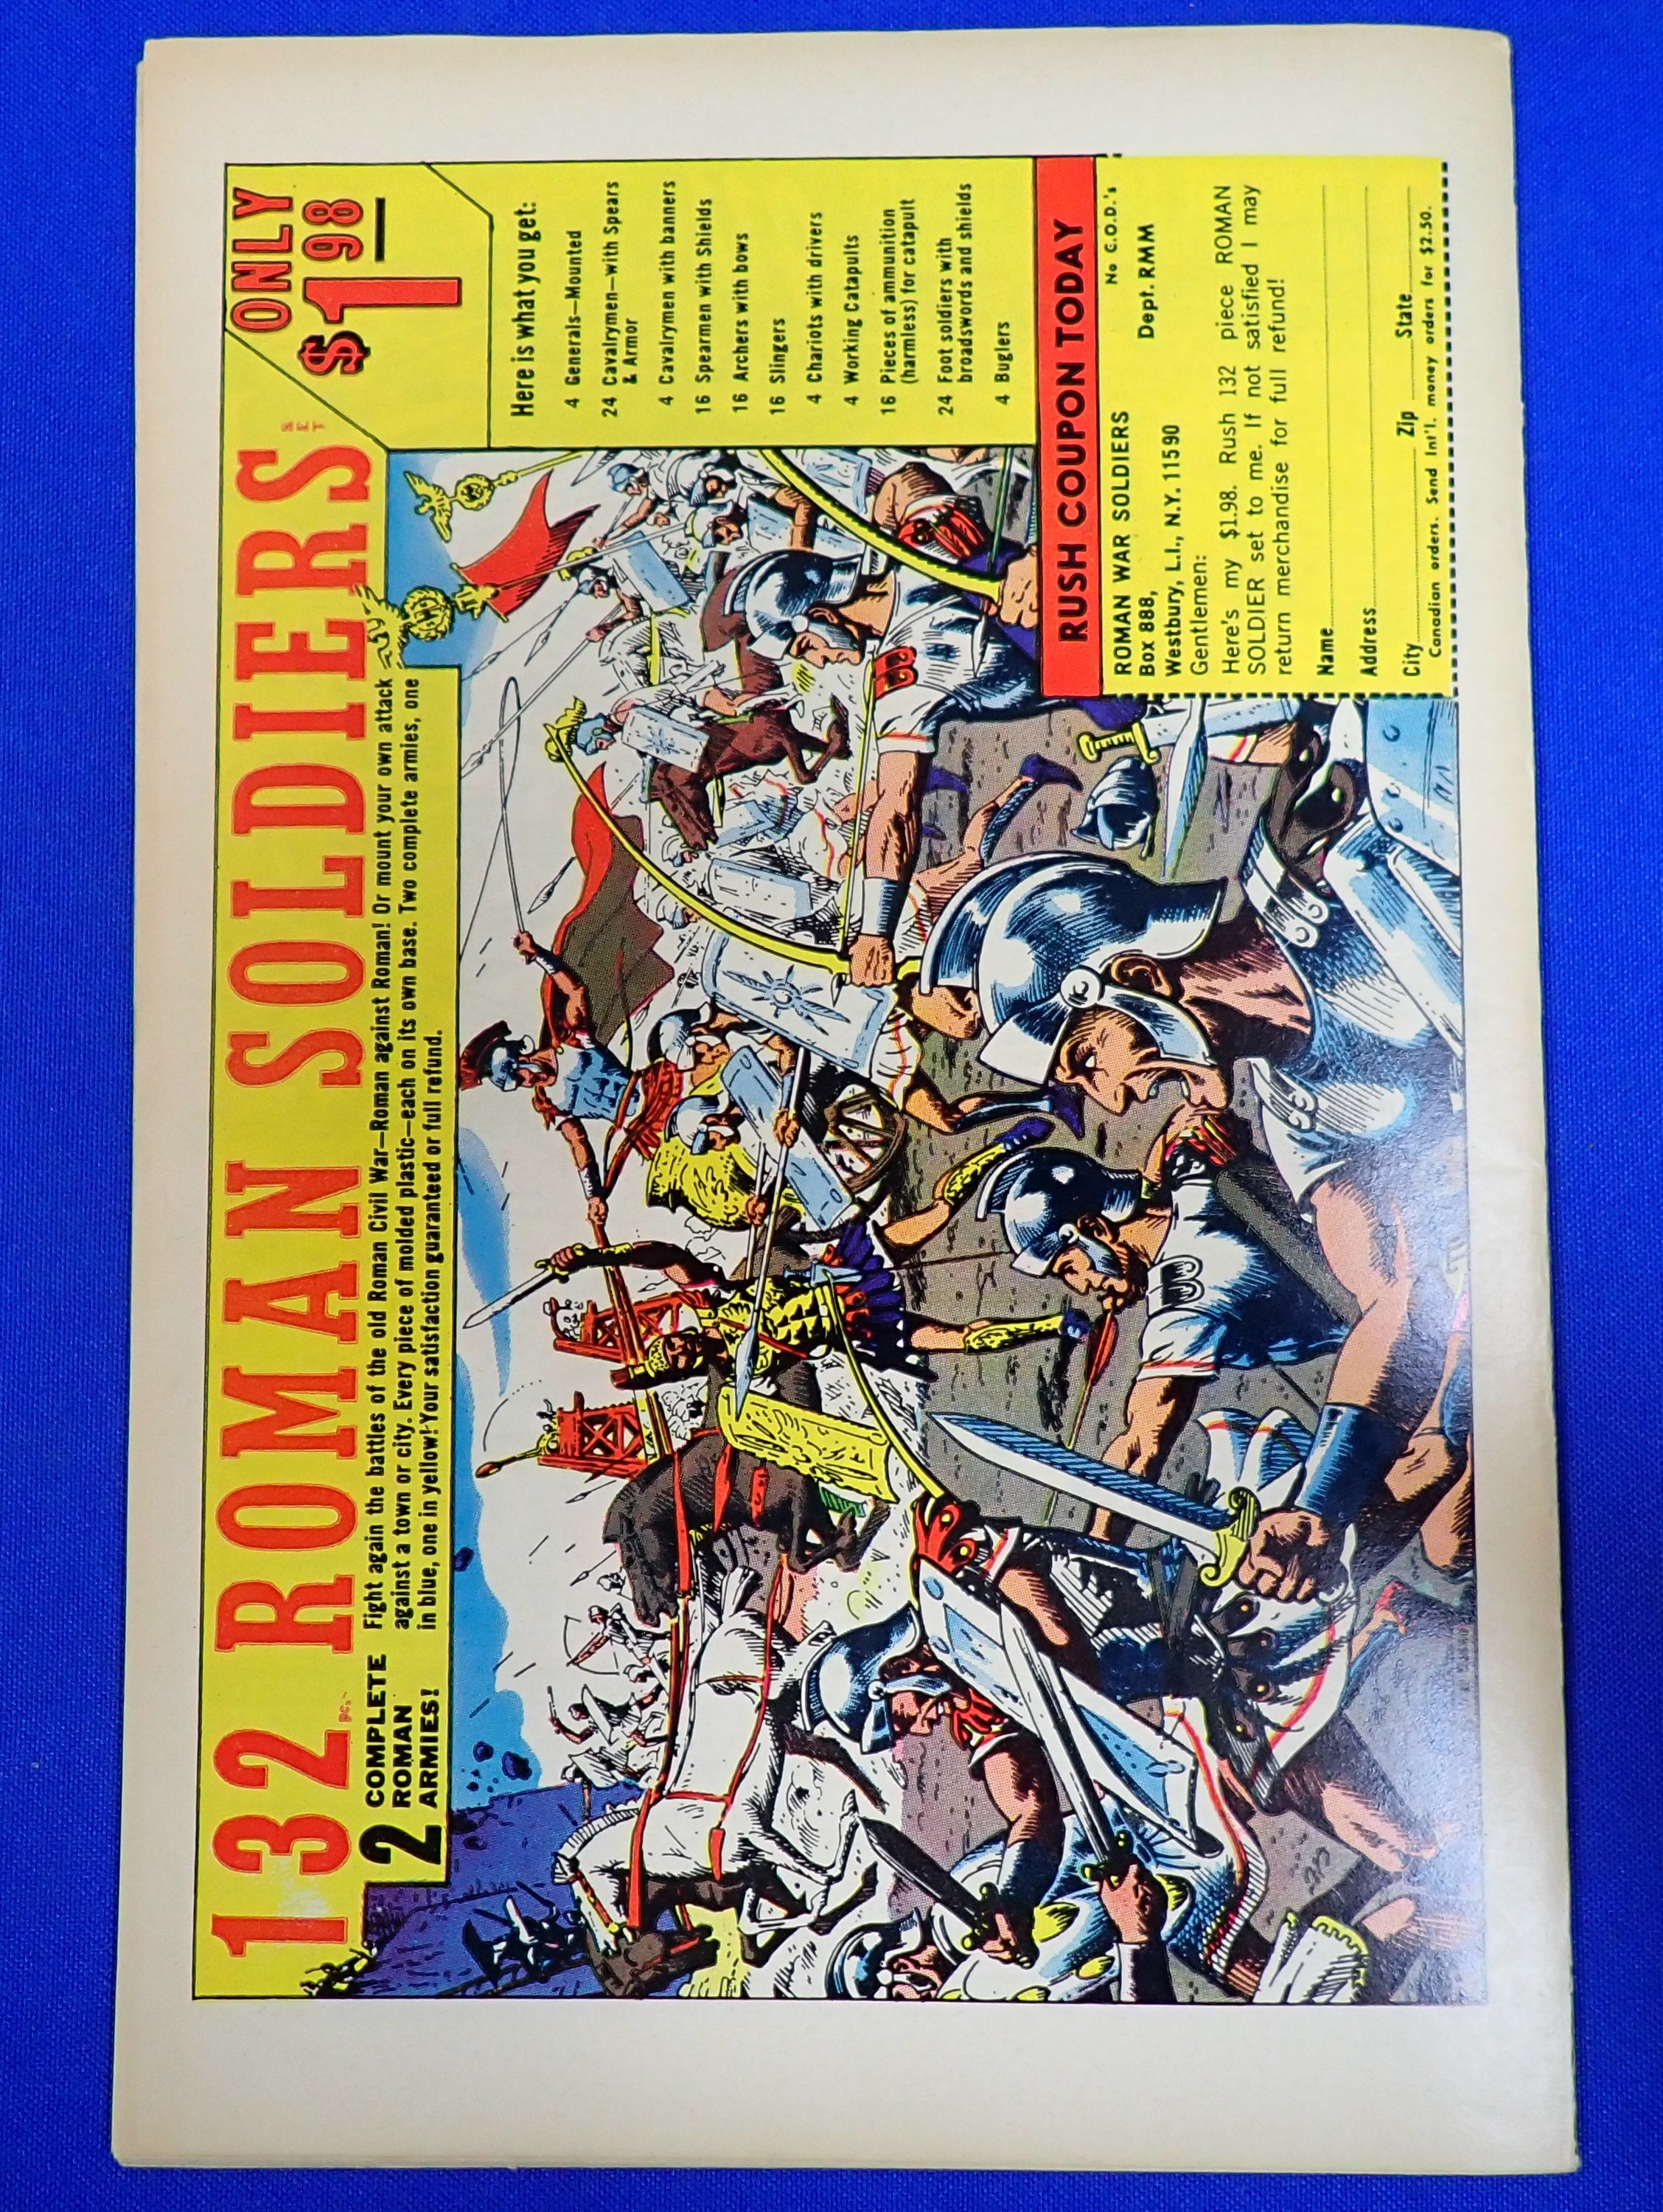 132 PC. ROMAN SOLDIERS SET
ONLY
$1.98
2 COMPLETE
ROMAN
ARMIES!
Fight again the battles of the old Roman Civil War—Roman against Roman! Or mount your own attack
against a town or city. Every piece of molded plastic—each on its own base. Two complete armies, one
in blue, one in yellow! Your satisfaction guaranteed or full refund.
Here is what you get:
4 Generals—Mounted
24 Cavalrymen—with Spears
& Armor
4 Cavalrymen with banners
16 Spearmen with Shields
16 Archers with bows
16 Slingers
4 Chariots with drivers
4 Working Catapults
16 Pieces of ammunition
(harmless) for catapult
24 Foot soldiers with
broadswords and shields
4 Buglers
RUSH COUPON TODAY
ROMAN WAR SOLDIERS No C.O.D.'s
Box 888, Dept. RMM
Westbury, L.I., N.Y. 11590
Gentlemen:
Here's my $1.98. Rush 132 piece ROMAN
SOLDIER set to me. If not satisfied I may
return merchandise for full refund!
Name
Address
City Zip State
Canadian orders. Send Int'l. money orders for $2.50.